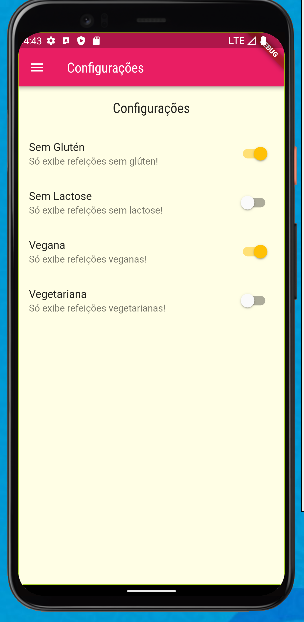 4:43 LTE
DEBUG
Configurações
Configurações
Sem Glutén
Só exibe refeições sem glúten!
Sem Lactose
Só exibe refeições sem lactose!
Vegana
Só exibe refeições veganas!
Vegetariana
Só exibe refeições vegetarianas!